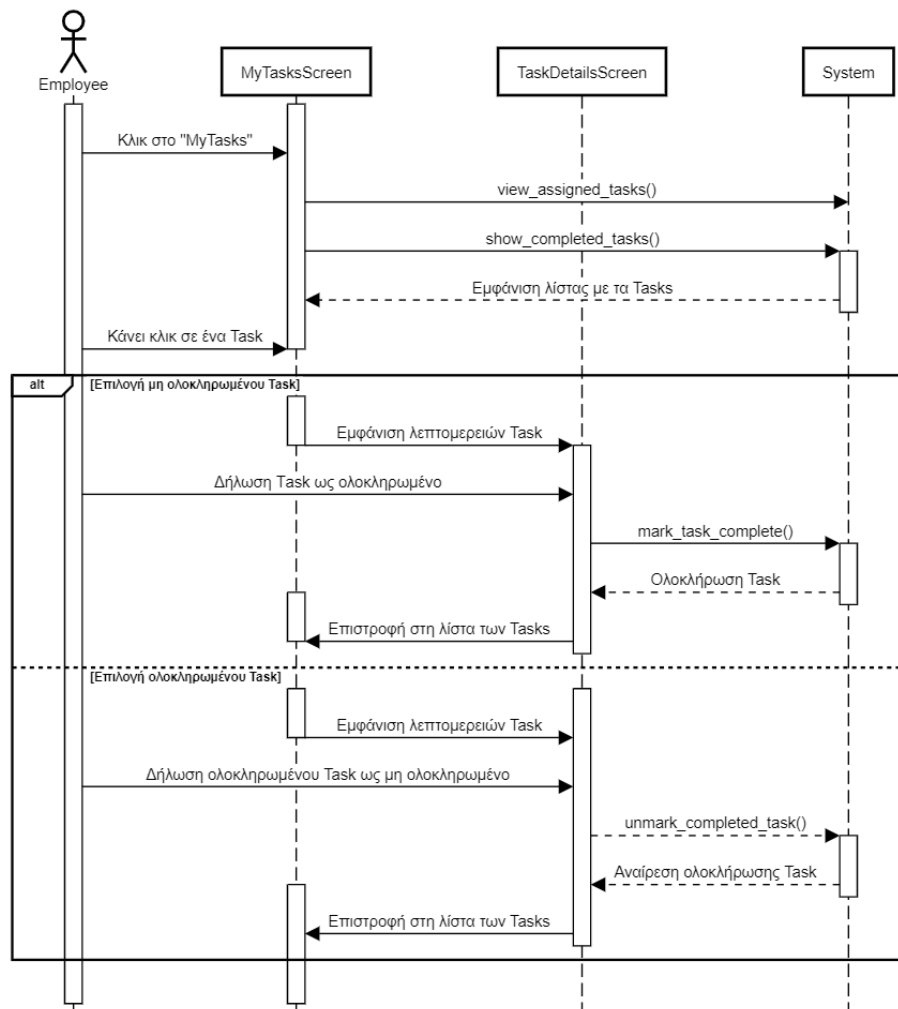 Employee
MyTasksScreen
TaskDetailsScreen
System
Κλικ στο "MyTasks"
view_assigned_tasks()
show_completed_tasks()
Εμφάνιση λίστας με τα Tasks
Κάνει κλικ σε ένα Task
alt
[Επιλογή μη ολοκληρωμένου Task]
Εμφάνιση λεπτομερειών Task
Δήλωση Task ως ολοκληρωμένο
mark_task_complete()
Ολοκλήρωση Task
Επιστροφή στη λίστα των Tasks
[Επιλογή ολοκληρωμένου Task]
Εμφάνιση λεπτομερειών Task
Δήλωση ολοκληρωμένου Task ως μη ολοκληρωμένο
unmark_completed_task()
Αναίρεση ολοκλήρωσης Task
Επιστροφή στη λίστα των Tasks